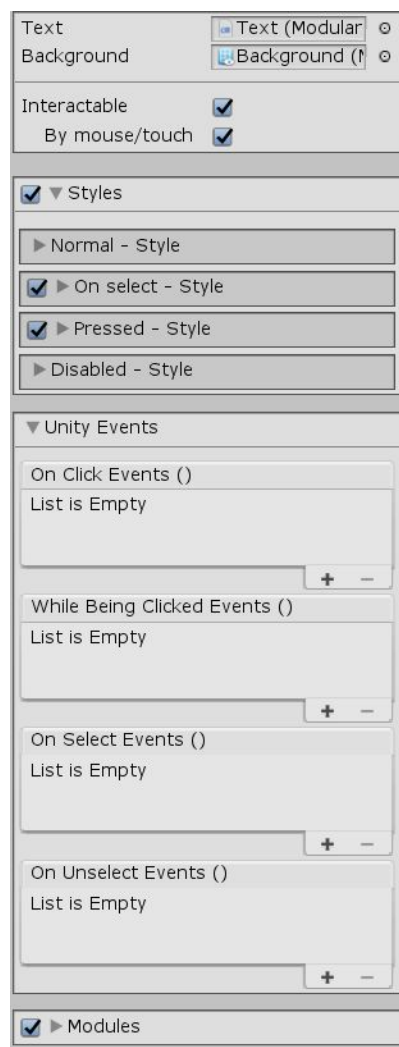 Text Text (Modular
Background Background (
Interactable
By mouse/touch
Styles
Normal - Style
On select - Style
Pressed - Style
Disabled - Style
Unity Events
On Click Events ()
List is Empty
+ −
While Being Clicked Events ()
List is Empty
+ −
On Select Events ()
List is Empty
+ −
On Unselect Events ()
List is Empty
+ −
Modules